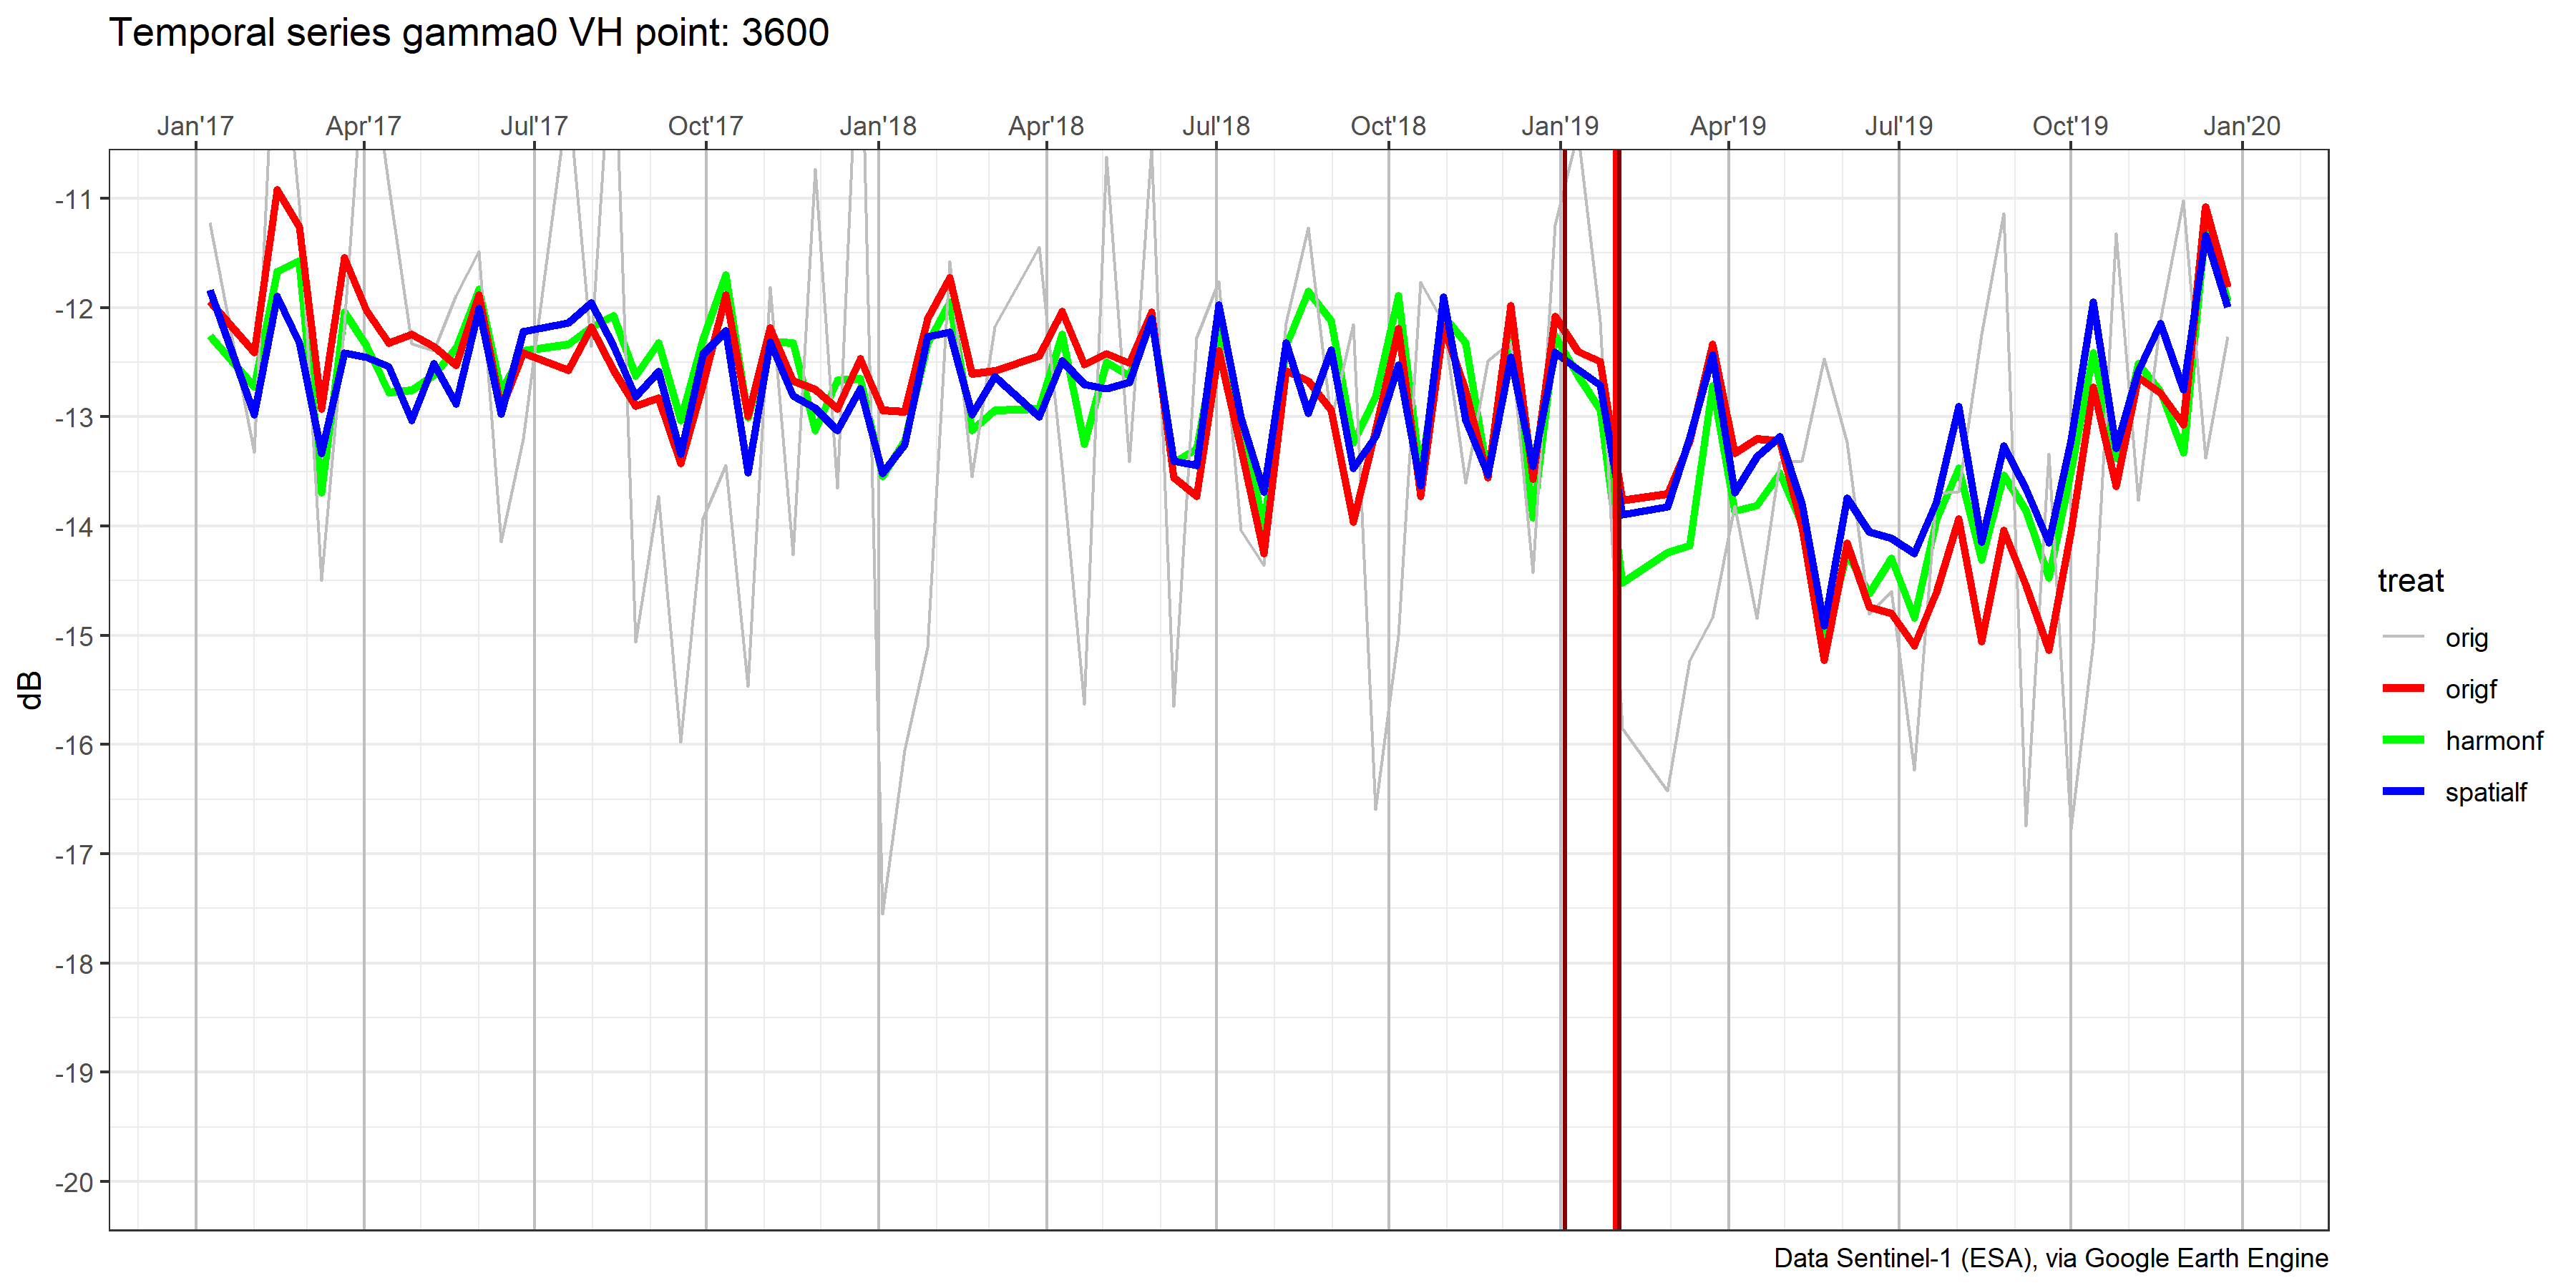 Temporal series gamma0 VH point: 3600
Jan'17 Apr'17 Jul'17 Oct'17 Jan'18 Apr'18 Jul'18 Oct'18 Jan'19 Apr'19 Jul'19 Oct'19 Jan'20
-11
-12
-13
-14
-15
-16
-17
-18
-19
-20
dB
treat
orig
origf
harmonf
spatialf
Data Sentinel-1 (ESA), via Google Earth Engine